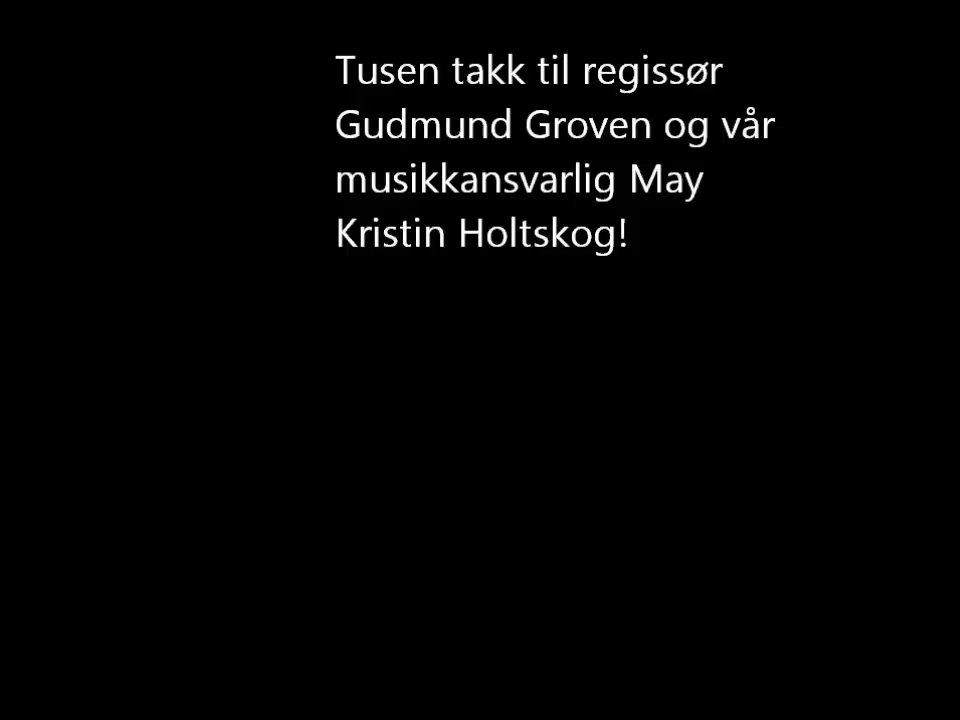 Tusen takk til regissør
Gudmund Groven og vår
musikkansvarlig May
Kristin Holtskog!